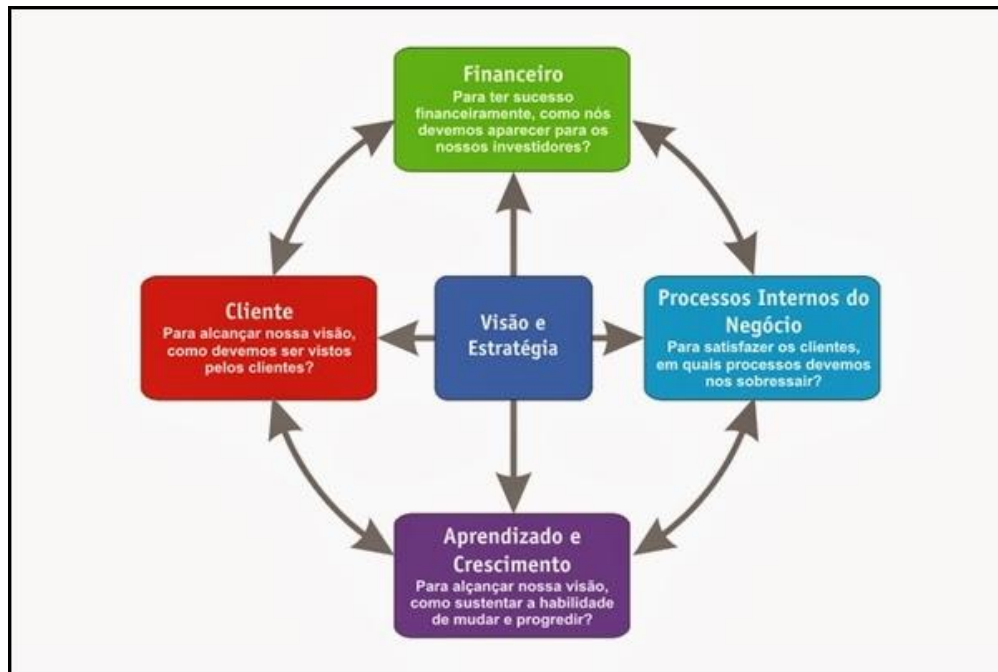 Financeiro
Para ter sucesso
financeiramente, como nós
devemos aparecer para os
nossos investidores?
Cliente
Para alcançar nossa visão,
como devemos ser vistos
pelos clientes?
Visão e
Estratégia
Processos Internos do
Negócio
Para satisfazer os clientes,
em quais processos devemos
nos sobressair?
Aprendizado e
Crescimento
Para alçançar nossa visão,
como sustentar a habilidade
de mudar e progredir?